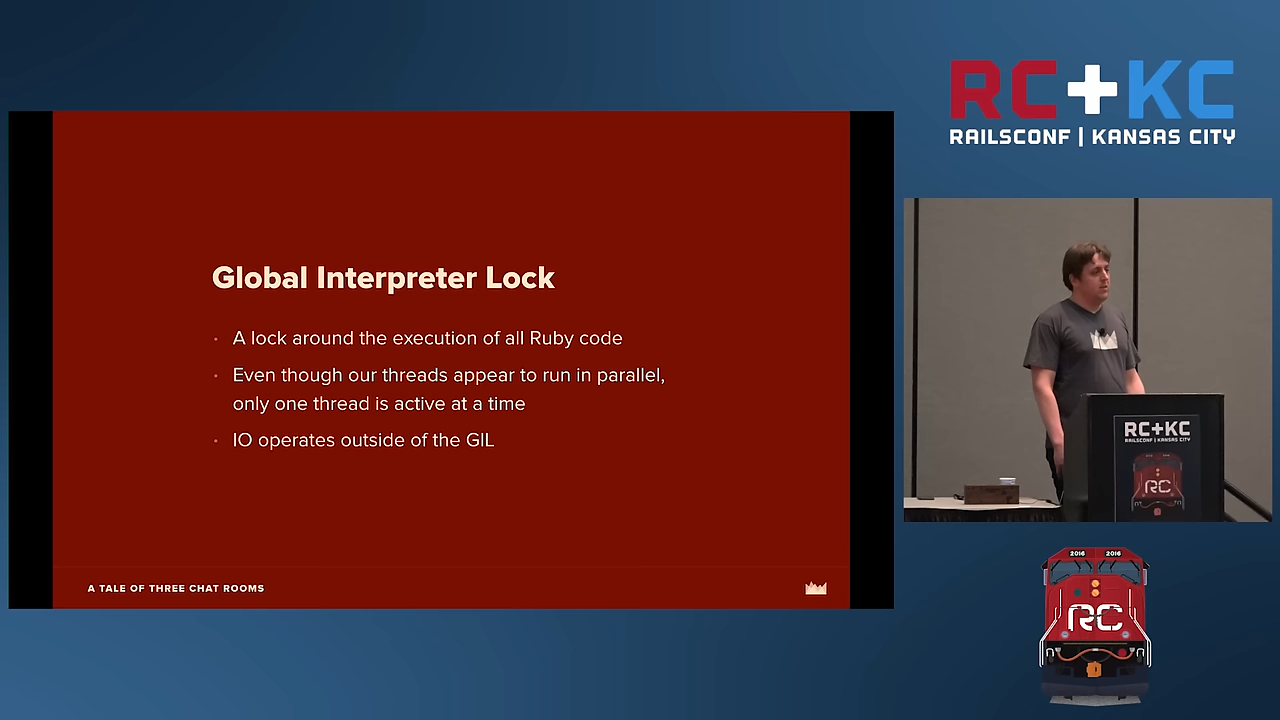 RC+KC
RAILSCONF | KANSAS CITY
Global Interpreter Lock
· A lock around the execution of all Ruby code
· Even though our threads appear to run in parallel,
only one thread is active at a time
· IO operates outside of the GIL
A TALE OF THREE CHAT ROOMS
RC+KC
RAILSCONF | KANSAS CITY
RC
2016 2016
RC